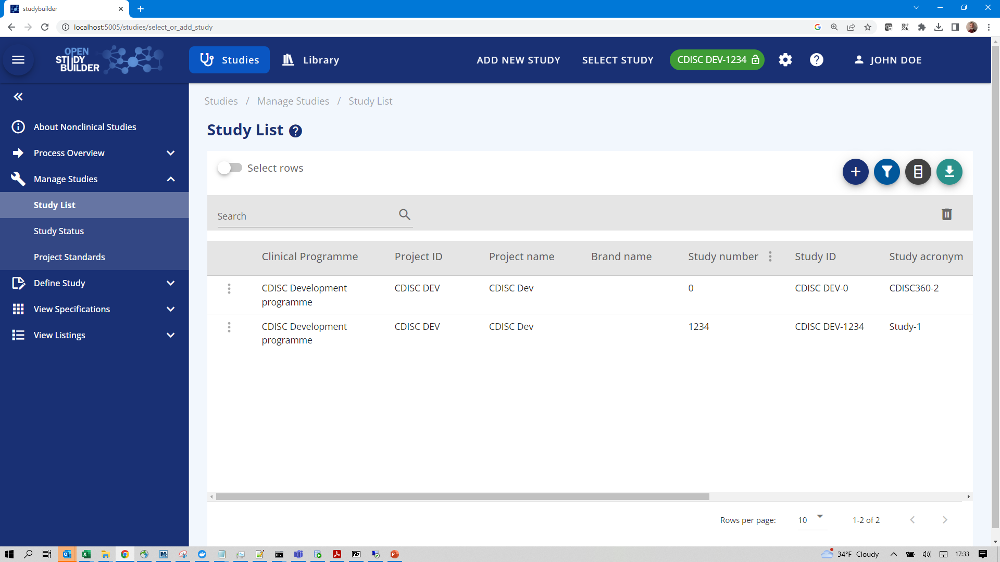 studybuilder
localhost:5005/studies/select_or_add_study
OPEN
STUDY
BUILDER
Studies
Library
ADD NEW STUDY
SELECT STUDY
CDISC DEV-1234
JOHN DOE
About Nonclinical Studies
Process Overview
Manage Studies
Study List
Study Status
Project Standards
Define Study
View Specifications
View Listings
Studies / Manage Studies / Study List
Study List
Select rows
Search
Clinical Programme Project ID Project name Brand name Study number Study ID Study acronym
CDISC Development programme CDISC DEV CDISC Dev 0 CDISC DEV-0 CDISC360-2
CDISC Development programme CDISC DEV CDISC Dev 1234 CDISC DEV-1234 Study-1
Rows per page: 10 1-2 of 2
34°F Cloudy 17:33